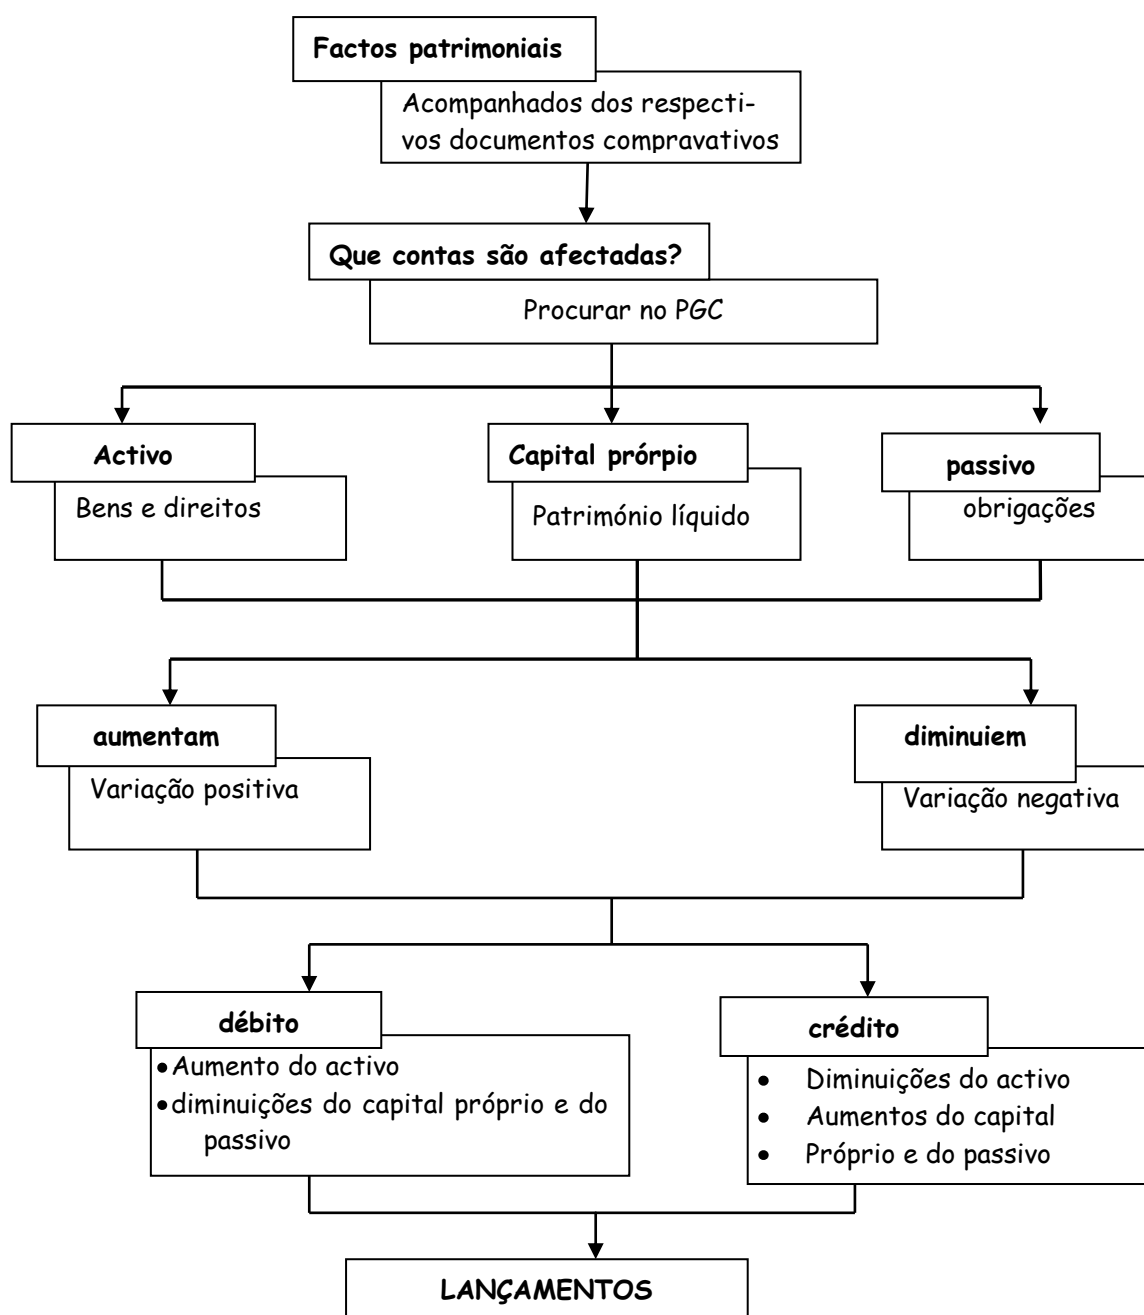 Factos patrimoniais
Acompanhados dos respecti-
vos documentos compravativos
Que contas são afectadas?
Procurar no PGC
Activo
Bens e direitos
Capital prórpio
Património líquido
passivo
obrigações
aumentam
Variação positiva
diminuiem
Variação negativa
débito
• Aumento do activo
• diminuições do capital próprio e do
passivo
crédito
• Diminuições do activo
• Aumentos do capital
• Próprio e do passivo
LANÇAMENTOS